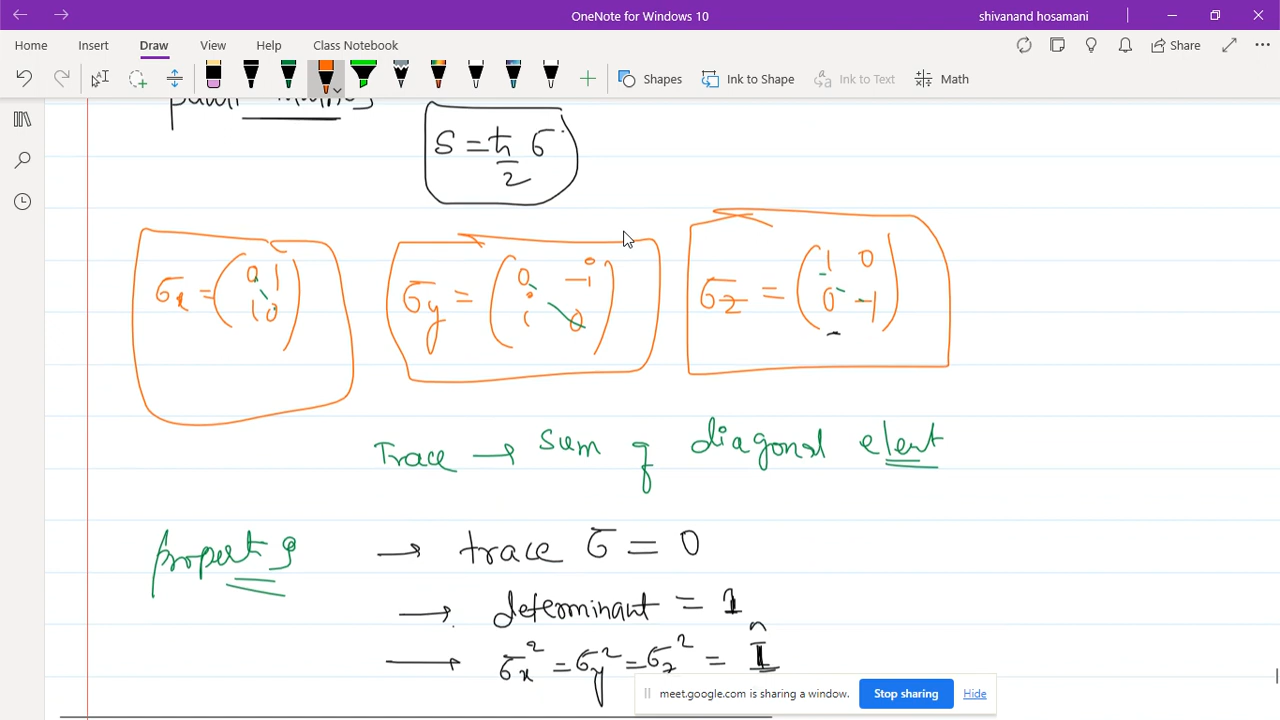 OneNote for Windows 10
shivanand hosamani
Home Insert Draw View Help Class Notebook
Share
Shapes Ink to Shape Ink to Text Math
S = ħ/2 σ
σx = (0 1
1 0)
σy = (0 -i
i 0)
σz = (1 0
0 -1)
Trace → Sum of diagonal elent
→ trace σ = 0
→ determinant = 1
→ σx² = σy² = σz² = Î
meet.google.com is sharing a window. Stop sharing Hide